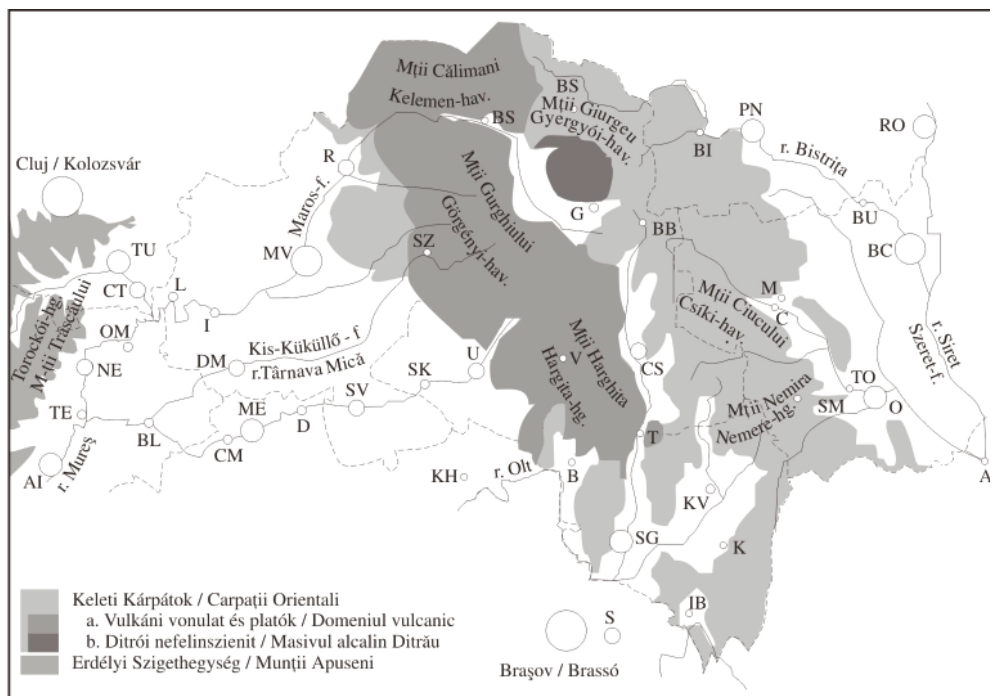 Mții Călimani
Kelemen-hav.
BS
Mții Giurgeu
Gyergyói-hav.
BS
PN
RO
BI
r. Bistrița
Cluj / Kolozsvár
R
Maros-f.
Mții Gurghiului
Görgényi-hav.
G
BB
BU
BC
SZ
MV
TU
CT
L
I
M
C
Mții Ciucului
Csíki-hav.
r. Siret
Szeret-f.
Torockói-hg.
M-ții Trăscăului
OM
NE
DM
Kis-Küküllő - f
r.Târnava Mică
U
Mții Harghita
Hargita-hg.
V
CS
TO
SM
O
Mții Nemira
Nemere-hg.
SK
SV
ME
D
TE
BL
CM
T
A
AI
r. Mureș
KH
r. Olt
B
KV
SG
K
JB
Keleti Kárpátok / Carpații Orientali
a. Vulkáni vonulat és platók / Domeniul vulcanic
b. Ditrói nefelinszienit / Masivul alcalin Ditrău
Erdélyi Szigethegység / Munții Apuseni
S
Brașov / Brassó